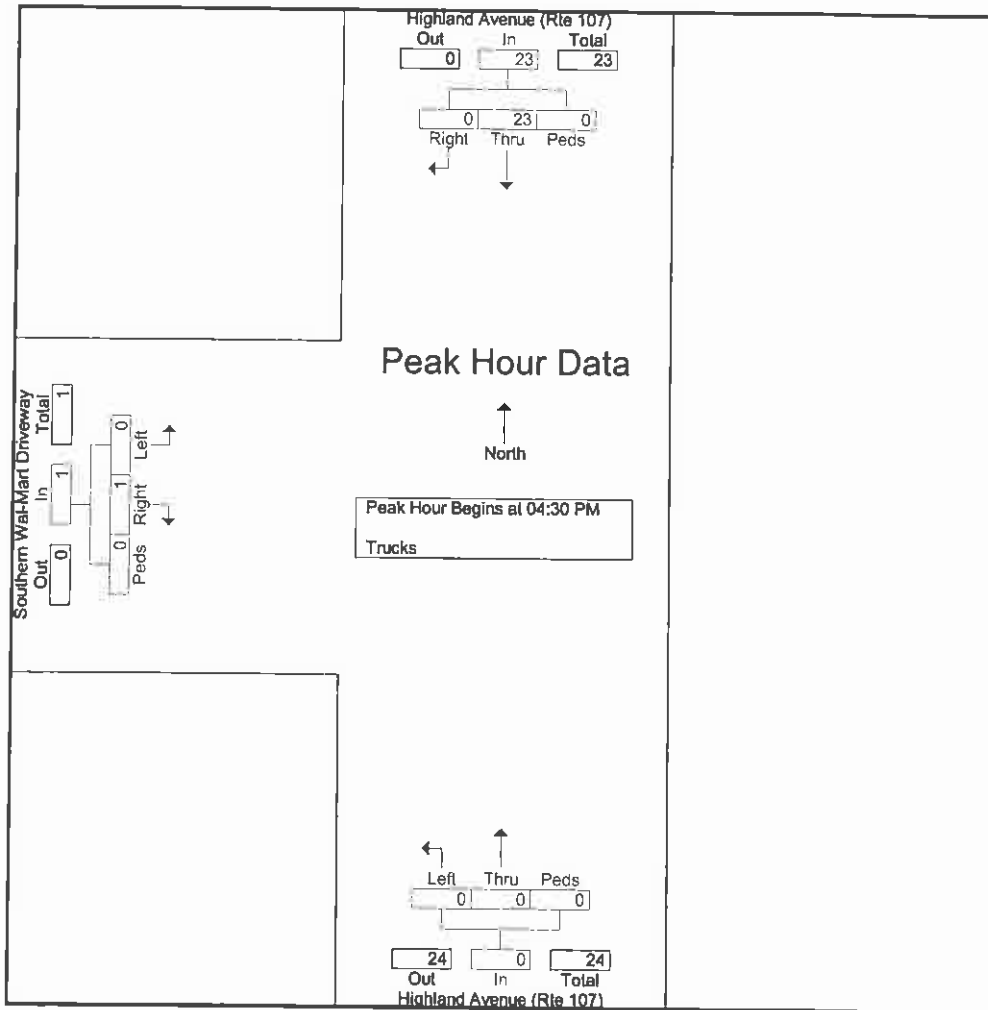 Highland Avenue (Rte 107)
Out In Total
0 23 23
0 23 0
Right Thru Peds
Southern Wal-Mart Driveway
Out In Total
0 1 1
0 1 0
Peds Right Left
Peak Hour Data
North
Peak Hour Begins at 04:30 PM
Trucks
Left Thru Peds
0 0 0
24 0 24
Out In Total
Highland Avenue (Rte 107)